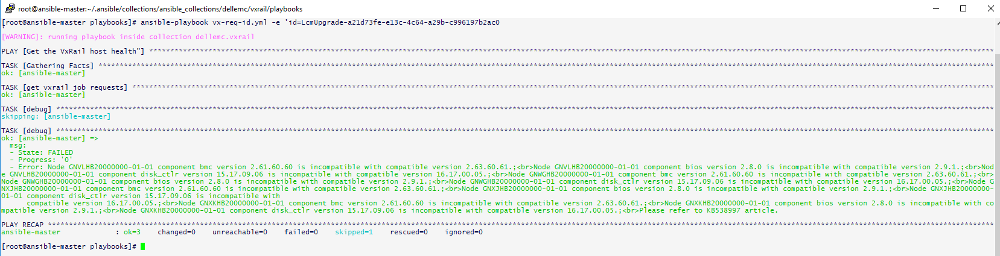 root@ansible-master:~/.ansible/collections/ansible_collections/dellemc/vxrail/playbooks
[root@ansible-master playbooks]# ansible-playbook vx-req-id.yml -e 'id=LcmUpgrade-a21d73fe-e13c-4c64-a29b-c996197b2ac0
'
[WARNING]: running playbook inside collection dellemc.vxrail
PLAY [Get the VxRail host health"] ****************************************************************************************************************************************************************************************************
TASK [Gathering Facts] ****************************************************************************************************************************************************************************************************************
ok: [ansible-master]
TASK [get vxrail job requests] ********************************************************************************************************************************************************************************************************
ok: [ansible-master]
TASK [debug] **************************************************************************************************************************************************************************************************************************
skipping: [ansible-master]
TASK [debug] **************************************************************************************************************************************************************************************************************************
ok: [ansible-master] =>
  msg:
  - State: FAILED
  - Progress: '0'
  - Error: Node GNVLHB20000000-01-01 component bmc version 2.61.60.60 is incompatible with compatible version 2.63.60.61.;<br>Node GNVLHB20000000-01-01 component bios version 2.8.0 is incompatible with compatible version 2.9.1.;<br>Nod
e GNVLHB20000000-01-01 component disk_ctlr version 15.17.09.06 is incompatible with compatible version 16.17.00.05.;<br>Node GNWGHB20000000-01-01 component bmc version 2.61.60.60 is incompatible with compatible version 2.63.60.61.;<br>
Node GNWGHB20000000-01-01 component bios version 2.8.0 is incompatible with compatible version 2.9.1.;<br>Node GNWGHB20000000-01-01 component disk_ctlr version 15.17.09.06 is incompatible with compatible version 16.17.00.05.;<br>Node G
NXJHB20000000-01-01 component bmc version 2.61.60.60 is incompatible with compatible version 2.63.60.61.;<br>Node GNXJHB20000000-01-01 component bios version 2.8.0 is incompatible with compatible version 2.9.1.;<br>Node GNXJHB20000000-
01-01 component disk_ctlr version 15.17.09.06 is incompatible with
      compatible version 16.17.00.05.;<br>Node GNXKHB20000000-01-01 component bmc version 2.61.60.60 is incompatible with compatible version 2.63.60.61.;<br>Node GNXKHB20000000-01-01 component bios version 2.8.0 is incompatible with co
mpatible version 2.9.1.;<br>Node GNXKHB20000000-01-01 component disk_ctlr version 15.17.09.06 is incompatible with compatible version 16.17.00.05.;<br>Please refer to KB538997 article.
PLAY RECAP ****************************************************************************************************************************************************************************************************************************
ansible-master             : ok=3    changed=0    unreachable=0    failed=0    skipped=1    rescued=0    ignored=0
[root@ansible-master playbooks]#